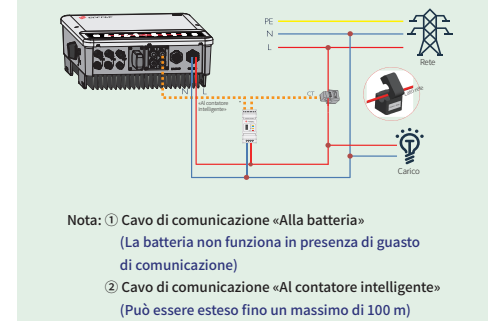 PE
N
L
Rete
N
L
CT
«Al contatore
intelligente»
Carico
Nota: ① Cavo di comunicazione «Alla batteria»
(La batteria non funziona in presenza di guasto
di comunicazione)
② Cavo di comunicazione «Al contatore intelligente»
(Può essere esteso fino un massimo di 100 m)